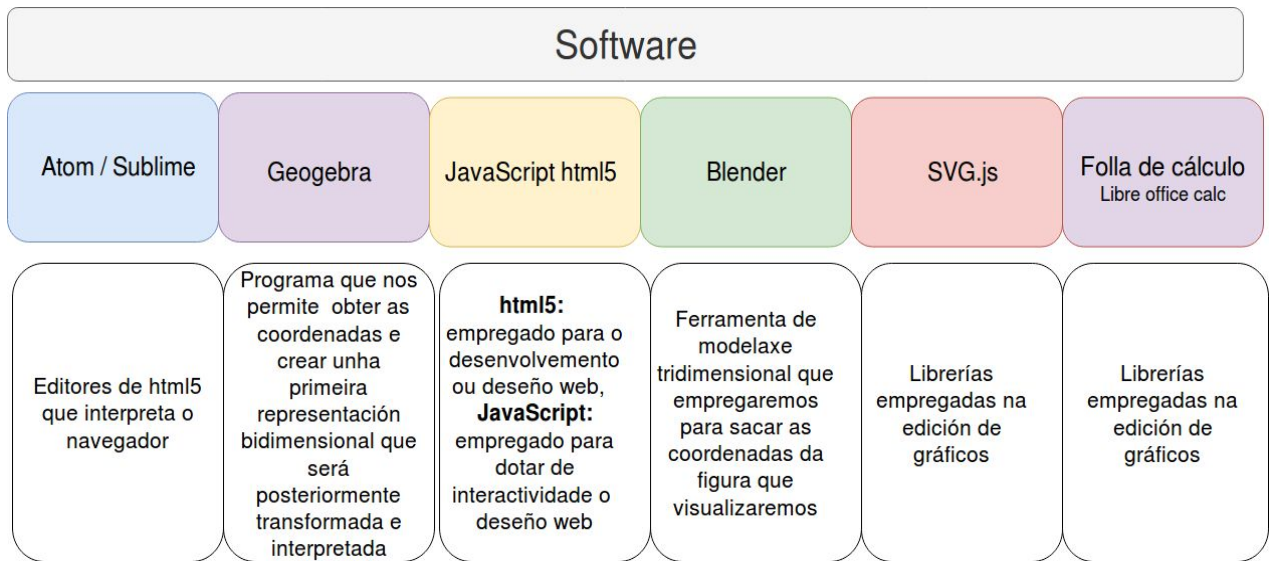 Software
Atom / Sublime
Geogebra
JavaScript html5
Blender
SVG.js
Folla de cálculo
Libre office calc
Editores de html5
que interpreta o
navegador
Programa que nos
permite obter as
coordenadas e
crear unha
primeira
representación
bidimensional que
será
posteriormente
transformada e
interpretada
html5:
empregado para o
desenvolvemento
ou deseño web,
JavaScript:
empregado para
dotar de
interactividade o
deseño web
Ferramenta de
modelaxe
tridimensional que
empregaremos
para sacar as
coordenadas da
figura que
visualizaremos
Librerías
empregadas na
edición de
gráficos
Librerías
empregadas na
edición de
gráficos